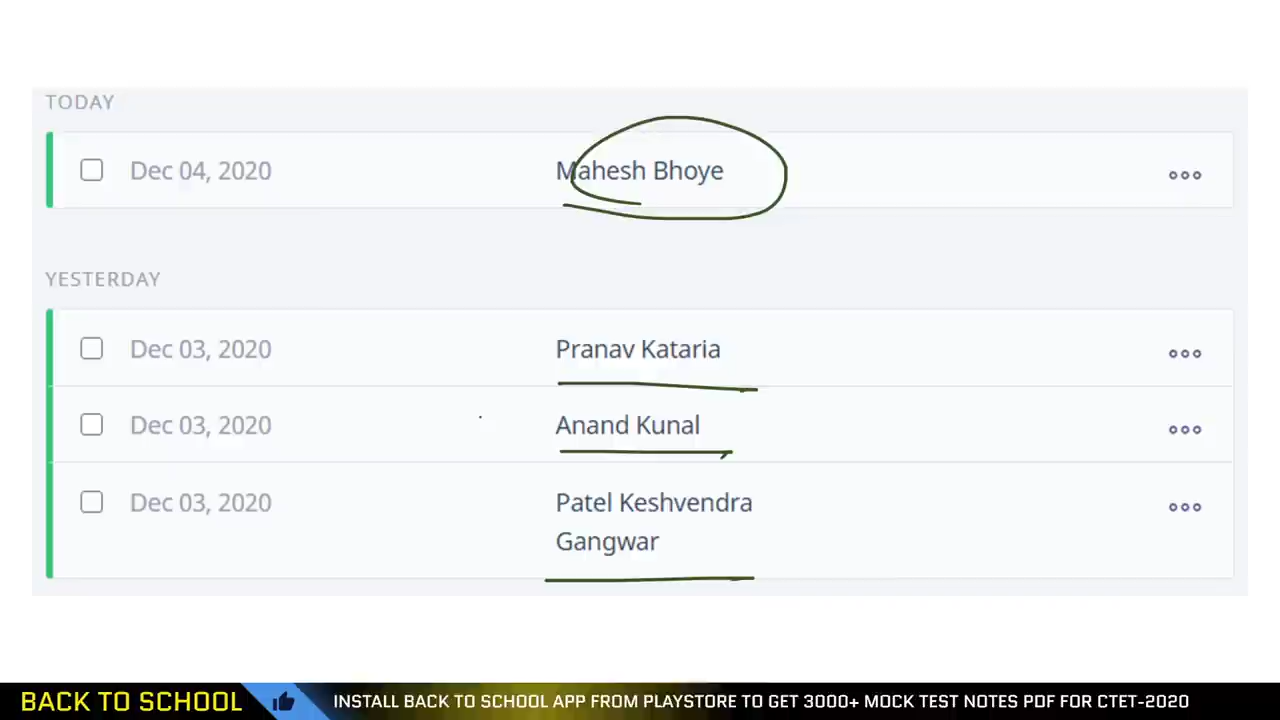 TODAY
Dec 04, 2020 Mahesh Bhoye
YESTERDAY
Dec 03, 2020 Pranav Kataria
Dec 03, 2020 Anand Kunal
Dec 03, 2020 Patel Keshvendra
Gangwar
BACK TO SCHOOL INSTALL BACK TO SCHOOL APP FROM PLAYSTORE TO GET 3000+ MOCK TEST NOTES PDF FOR CTET-2020